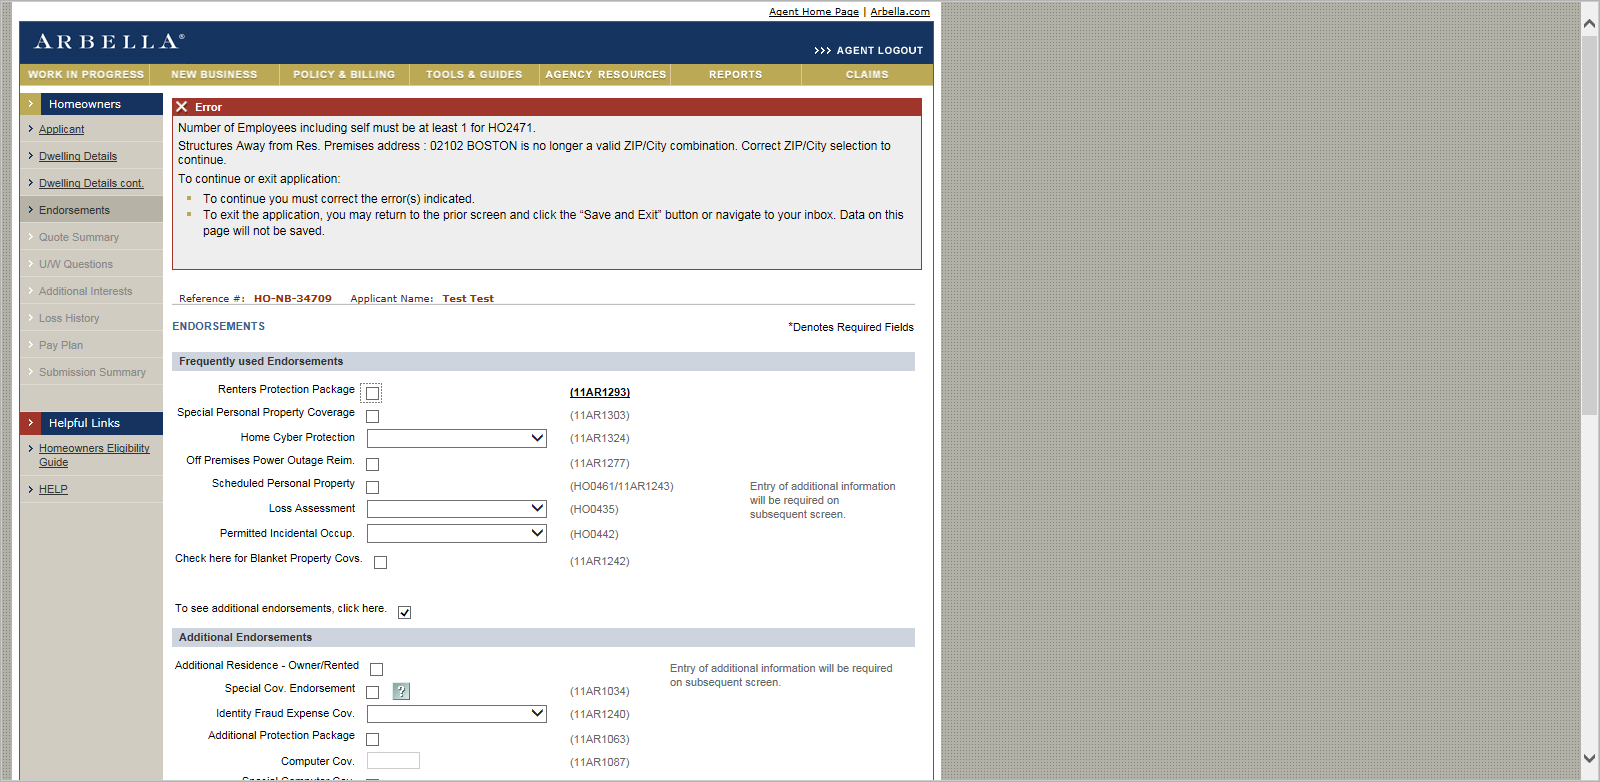 Agent Home Page | Arbella.com
ARBELLA®
>>> AGENT LOGOUT
WORK IN PROGRESS NEW BUSINESS POLICY & BILLING TOOLS & GUIDES AGENCY RESOURCES REPORTS CLAIMS
Homeowners
Applicant
Dwelling Details
Dwelling Details cont.
Endorsements
Quote Summary
U/W Questions
Additional Interests
Loss History
Pay Plan
Submission Summary
Helpful Links
Homeowners Eligibility
Guide
HELP
Error
Number of Employees including self must be at least 1 for HO2471.
Structures Away from Res. Premises address : 02102 BOSTON is no longer a valid ZIP/City combination. Correct ZIP/City selection to
continue.
To continue or exit application:
To continue you must correct the error(s) indicated.
To exit the application, you may return to the prior screen and click the “Save and Exit” button or navigate to your inbox. Data on this
page will not be saved.
Reference #: HO-NB-34709 Applicant Name: Test Test
ENDORSEMENTS
*Denotes Required Fields
Frequently used Endorsements
Renters Protection Package (11AR1293)
Special Personal Property Coverage (11AR1303)
Home Cyber Protection (11AR1324)
Off Premises Power Outage Reim. (11AR1277)
Scheduled Personal Property (HO0461/11AR1243) Entry of additional information
will be required on
subsequent screen.
Loss Assessment (HO0435)
Permitted Incidental Occup. (HO0442)
Check here for Blanket Property Covs. (11AR1242)
To see additional endorsements, click here.
Additional Endorsements
Additional Residence - Owner/Rented Entry of additional information will be required
on subsequent screen.
Special Cov. Endorsement ? (11AR1034)
Identity Fraud Expense Cov. (11AR1240)
Additional Protection Package (11AR1063)
Computer Cov. (11AR1087)